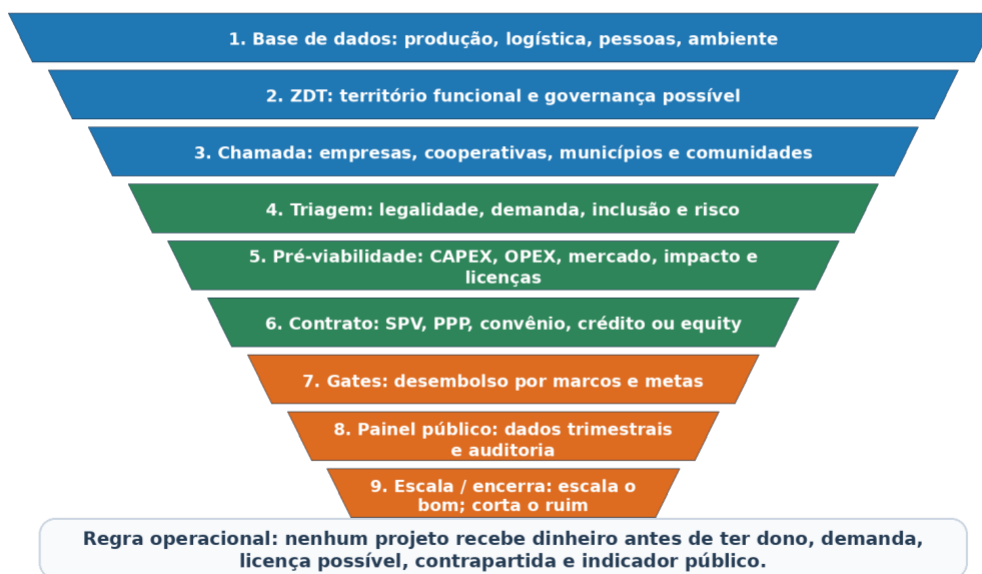 1. Base de dados: produção, logística, pessoas, ambiente
2. ZDT: território funcional e governança possível
3. Chamada: empresas, cooperativas, municípios e comunidades
4. Triagem: legalidade, demanda, inclusão e risco
5. Pré-viabilidade: CAPEX, OPEX, mercado, impacto e
licenças
6. Contrato: SPV, PPP, convênio, crédito ou equity
7. Gates: desembolso por marcos e metas
8. Painel público: dados trimestrais
e auditoria
9. Escala / encerra: escala o
bom; corta o ruim
Regra operacional: nenhum projeto recebe dinheiro antes de ter dono, demanda,
licença possível, contrapartida e indicador público.